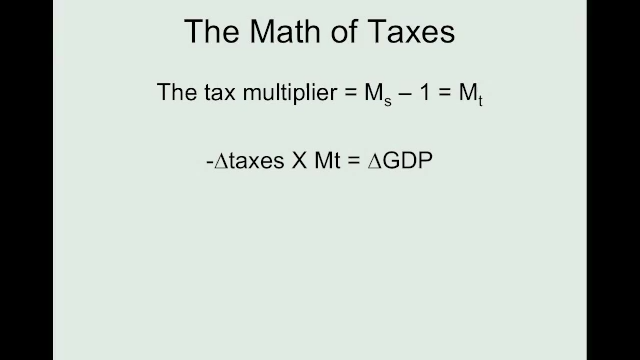 The Math of Taxes
The tax multiplier = Ms – 1 = Mt
-∆taxes X Mt = ∆GDP